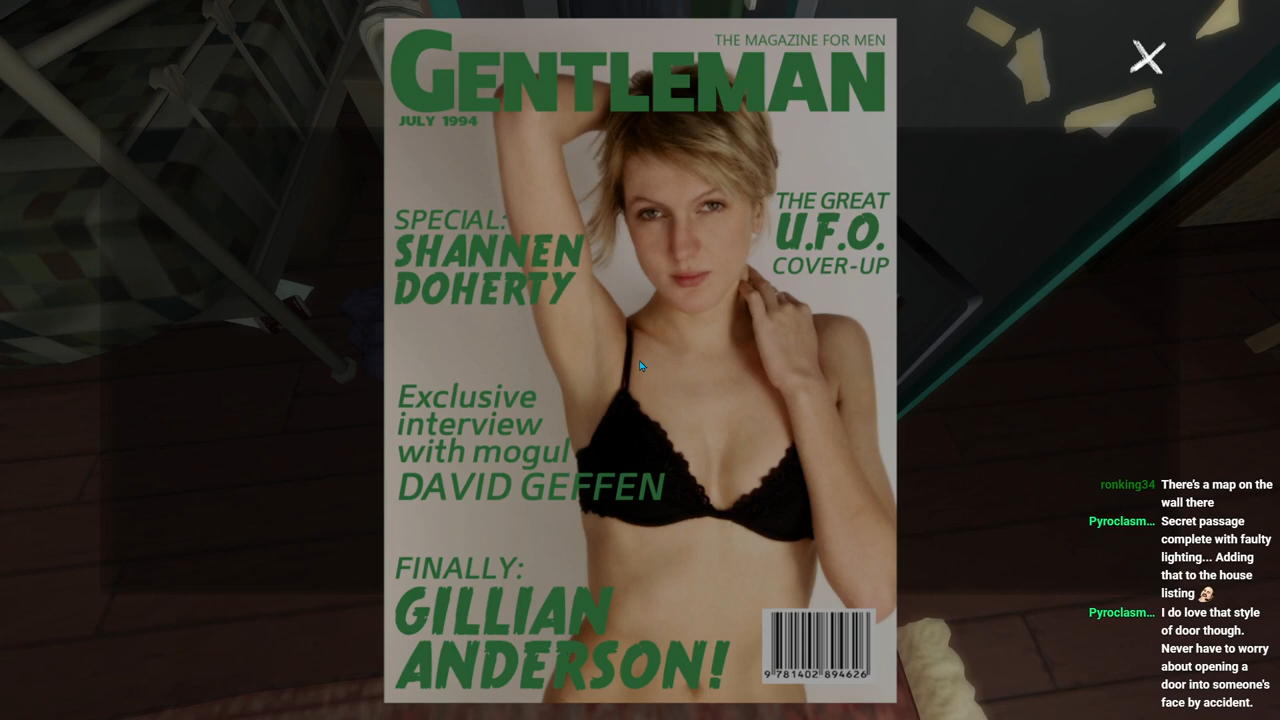 THE MAGAZINE FOR MEN
GENTLEMAN
JULY 1994
SPECIAL:
SHANNEN
DOHERTY
THE GREAT
U.F.O.
COVER-UP
Exclusive
interview
with mogul
DAVID GEFFEN
FINALLY:
GILLIAN
ANDERSON!
9 781402 894626
ronking34 There's a map on the
wall there
Pyroclasm... Secret passage
complete with faulty
lighting... Adding
that to the house
listing
Pyroclasm... I do love that style
of door though.
Never have to worry
about opening a
door into someone's
face by accident.